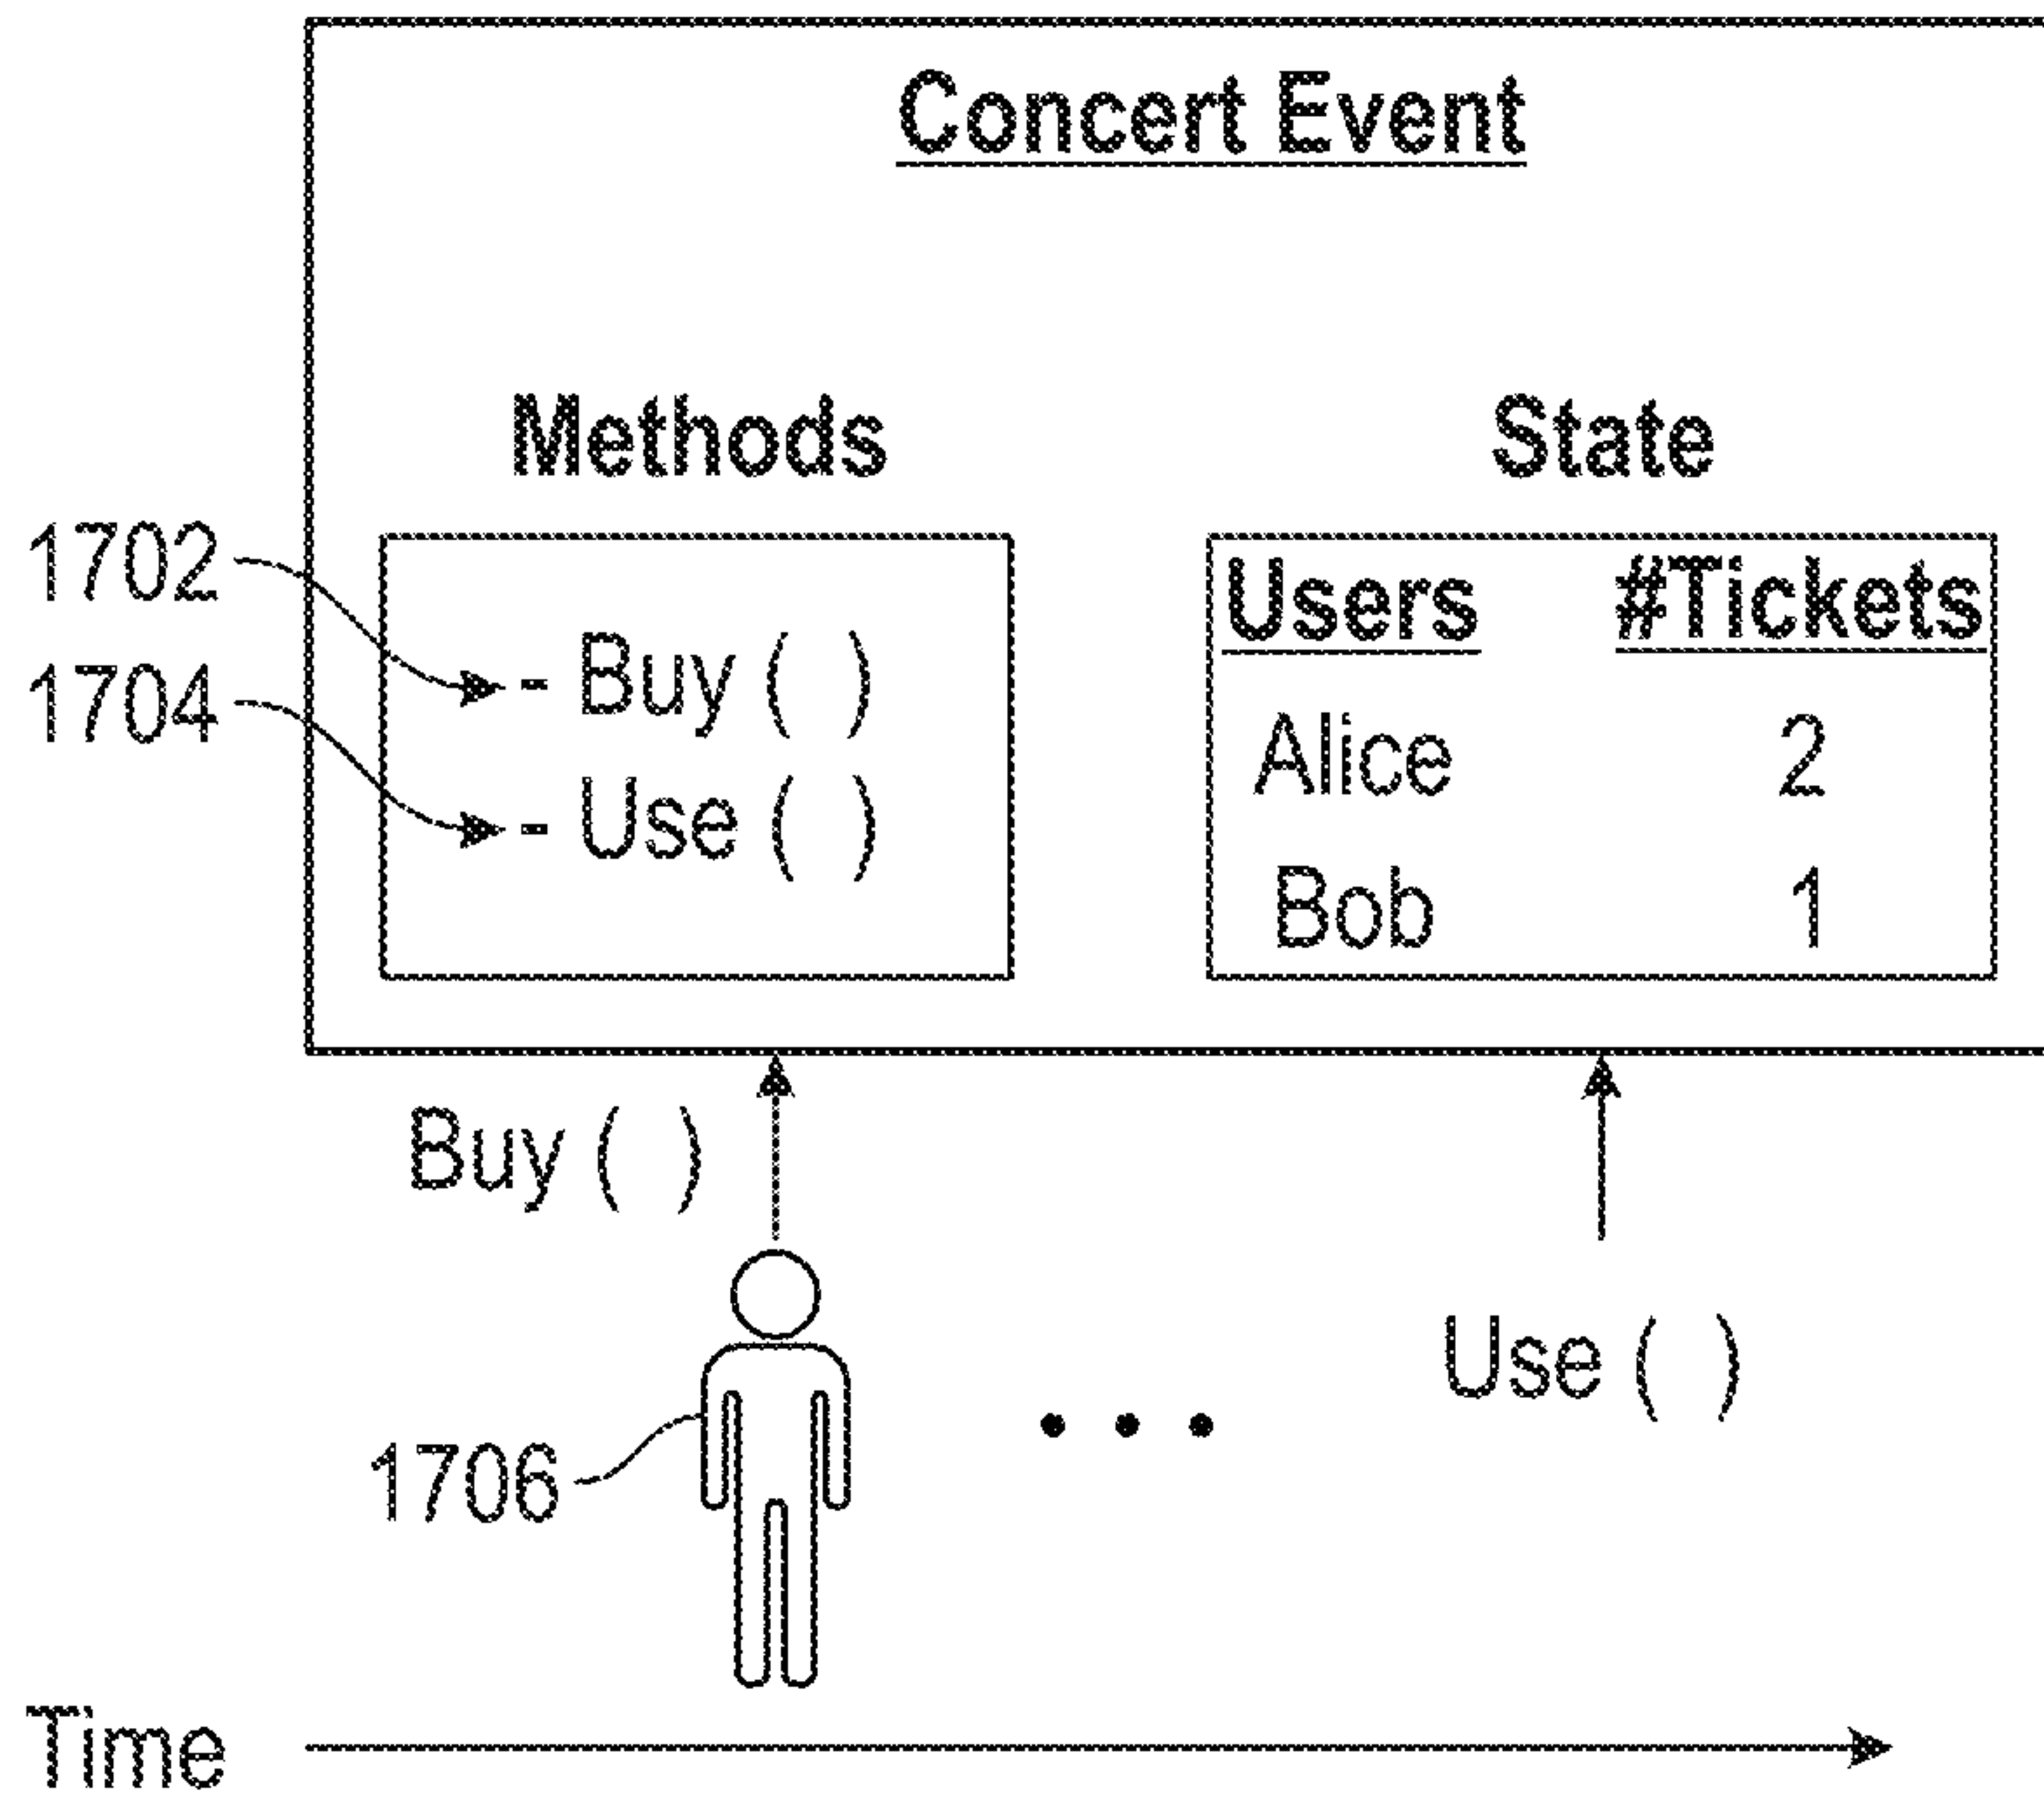 Concert Event
Methods
State
1702
- Buy ( )
1704
- Use ( )
Users #Tickets
Alice 2
Bob 1
Buy ( )
Use ( )
1706
Time